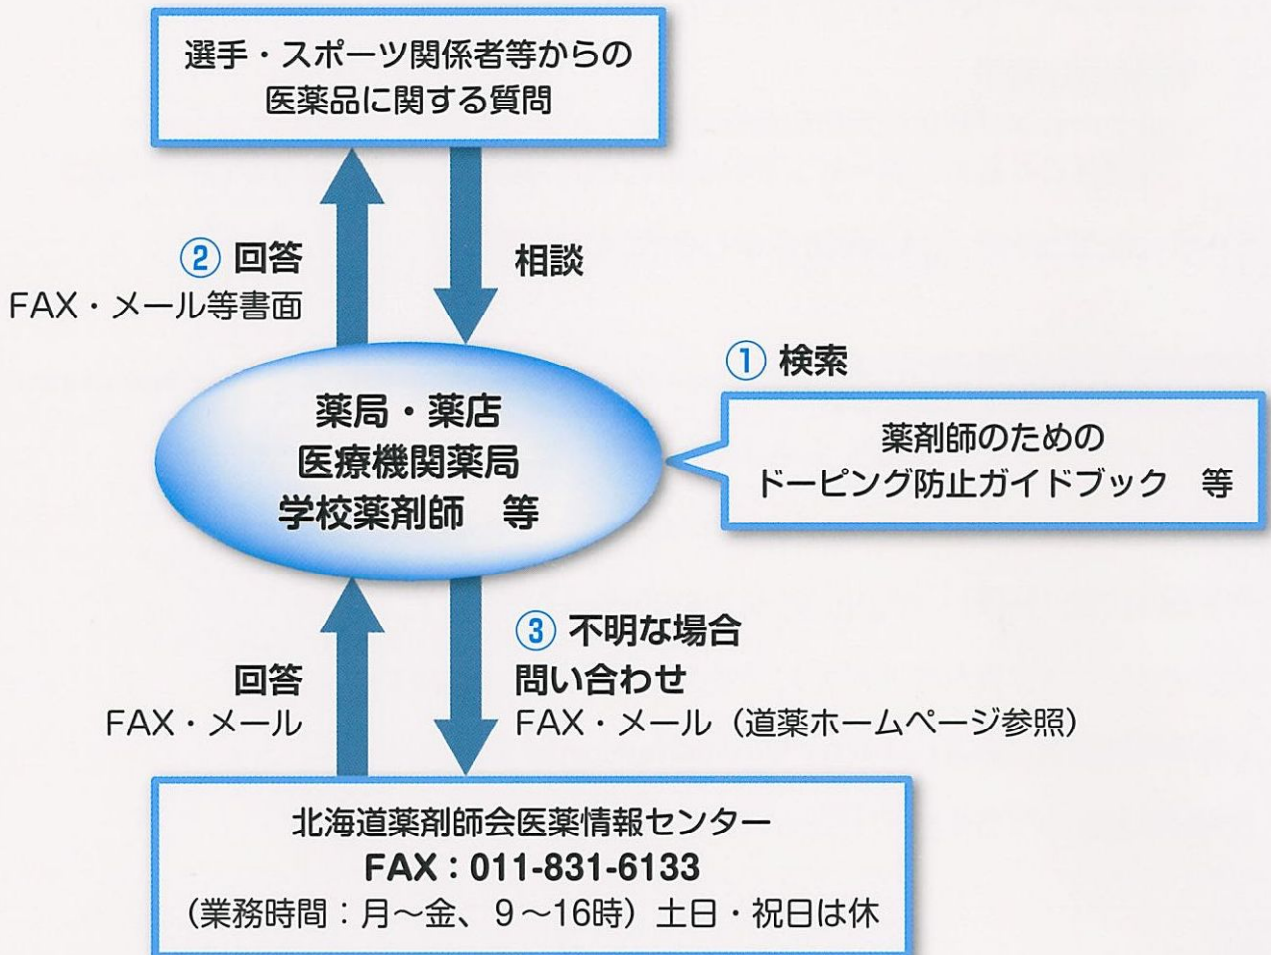 選手・スポーツ関係者等からの
医薬品に関する質問
② 回答
FAX・メール等書面
相談
① 検索
薬剤師のための
ドーピング防止ガイドブック　等
薬局・薬店
医療機関薬局
学校薬剤師　等
③ 不明な場合
問い合わせ
FAX・メール（道薬ホームページ参照）
回答
FAX・メール
北海道薬剤師会医薬情報センター
FAX：011-831-6133
（業務時間：月～金、9～16時）土日・祝日は休